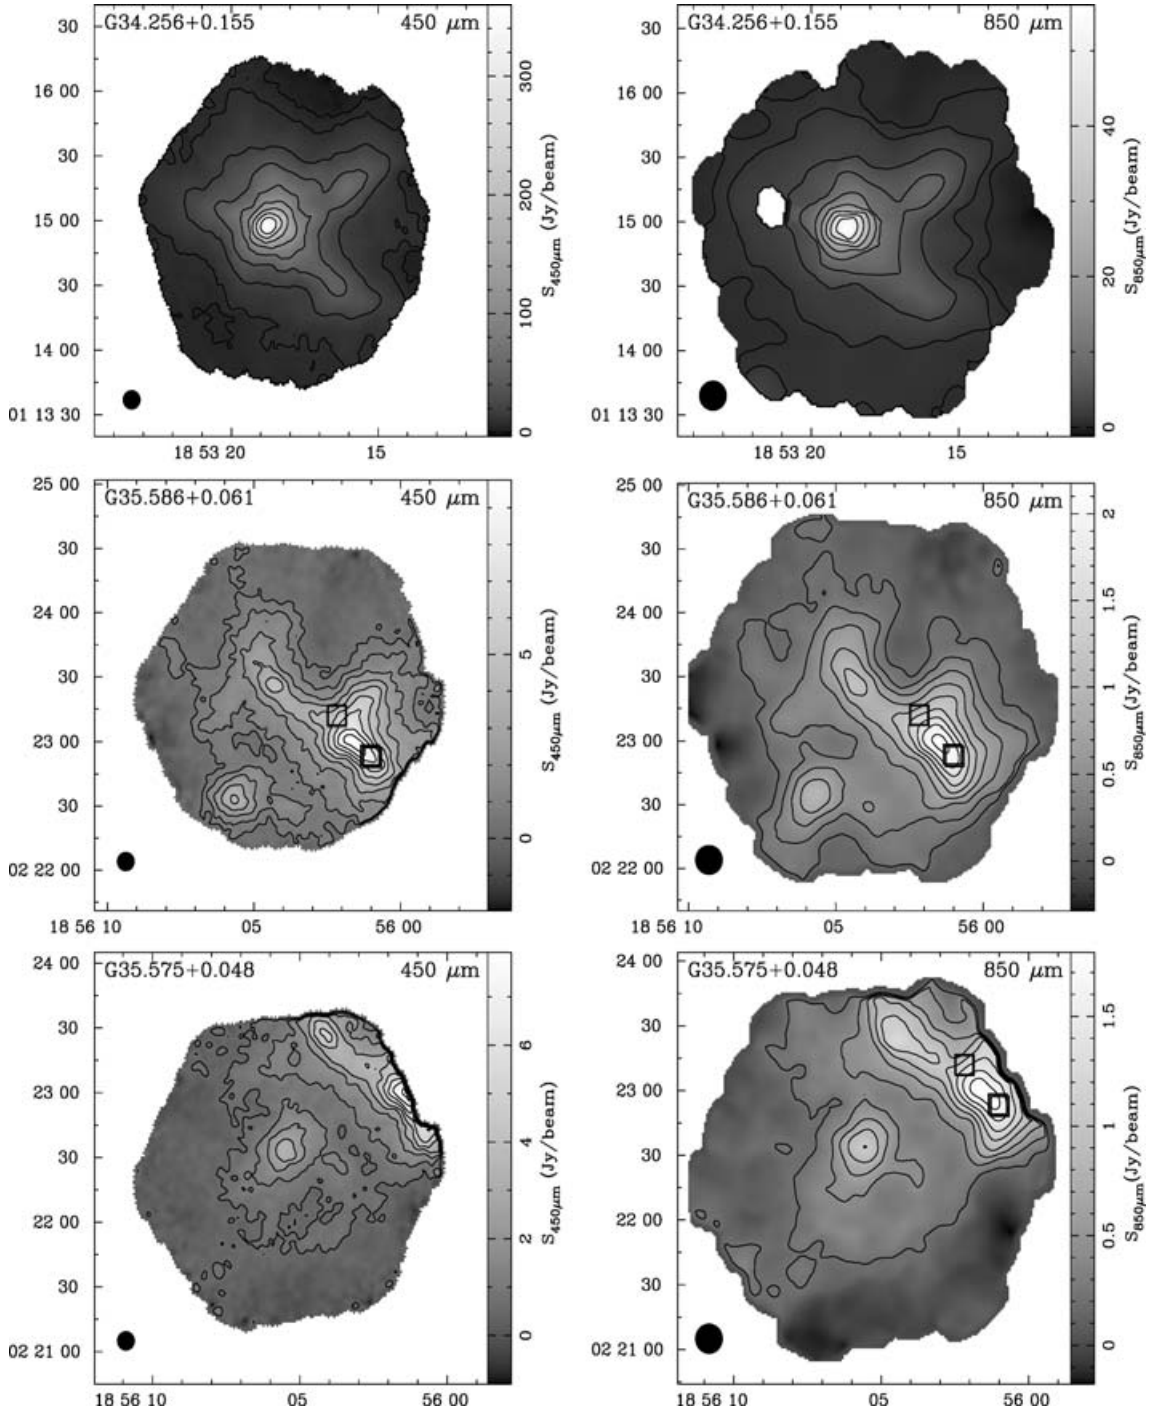 G34.256+0.155 450 μm
30
16 00
30
15 00
30
14 00
01 13 30
18 53 20 15
300
200
100
0
S450μm (Jy/beam)
G34.256+0.155 850 μm
30
16 00
30
15 00
30
14 00
01 13 30
18 53 20 15
40
20
0
S850μm(Jy/beam)
G35.586+0.061 450 μm
25 00
30
24 00
30
23 00
30
02 22 00
18 56 10 05 56 00
5
0
S450μm (Jy/beam)
G35.586+0.061 850 μm
25 00
30
24 00
30
23 00
30
02 22 00
18 56 10 05 56 00
2
1.5
1
0.5
0
S850μm(Jy/beam)
G35.575+0.048 450 μm
24 00
30
23 00
30
22 00
30
02 21 00
18 56 10 05 56 00
6
4
2
0
S450μm (Jy/beam)
G35.575+0.048 850 μm
24 00
30
23 00
30
22 00
30
02 21 00
18 56 10 05 56 00
1.5
1
0.5
0
S850μm(Jy/beam)